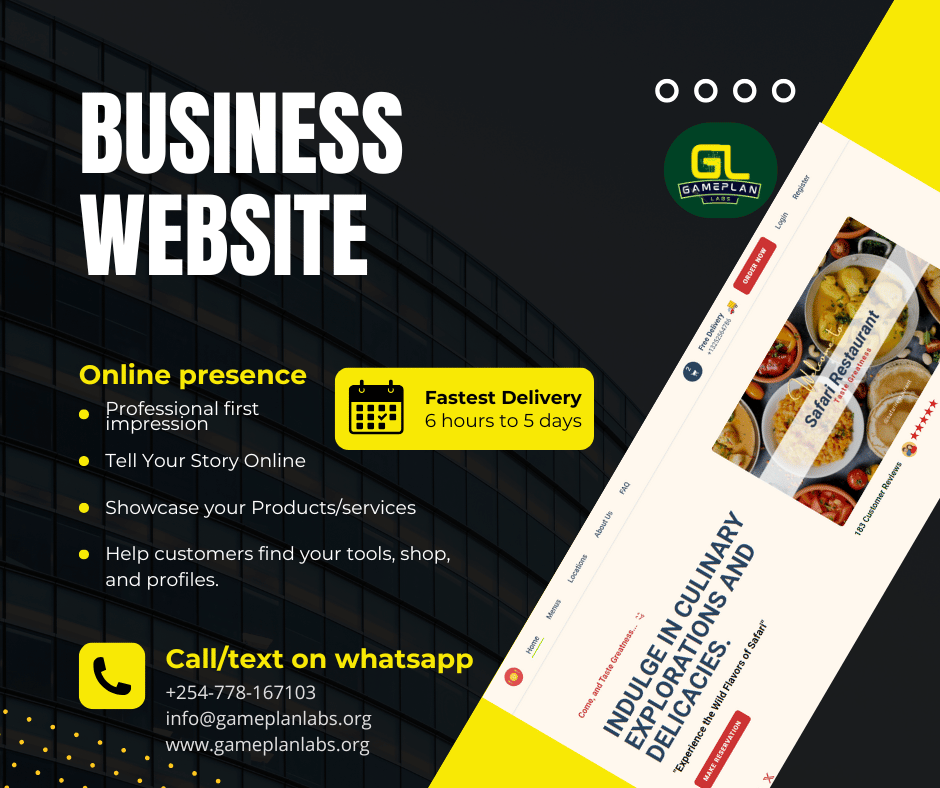 BUSINESS
WEBSITE
GL
GAMEPLAN
LABS
Online presence
Professional first
impression
Tell Your Story Online
Showcase your Products/services
Help customers find your tools, shop,
and profiles.
Fastest Delivery
6 hours to 5 days
Call/text on whatsapp
+254-778-167103
info@gameplanlabs.org
www.gameplanlabs.org
Home
Menus
Locations
About Us
FAQ
2
Free Delivery
ORDER NOW
Login
Register
Come, and Taste Greatness...
INDULGE IN CULINARY
EXPLORATIONS AND
DELICACIES.
"Experience the Wild Flavors of Safari"
MAKE RESERVATION
Welcome to
Safari Restaurant
Taste Greatness
183 Customer Reviews